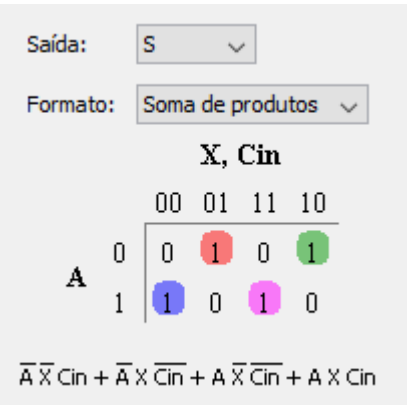 Saída: S
Formato: Soma de produtos
X, Cin
00 01 11 10
0 0 1 0 1
A
1 1 0 1 0
A̅ X̅ Cin + A̅ X C̅i̅n̅ + A X̅ C̅i̅n̅ + A X Cin